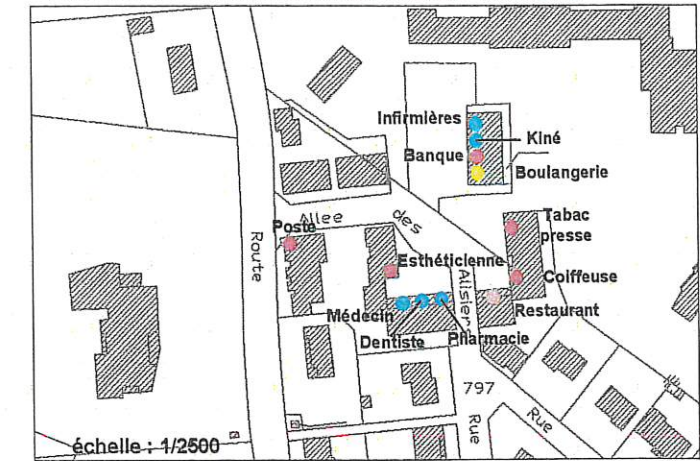 Infirmières
Kiné
Banque
Boulangerie
Allee des
Poste
Tabac
presse
Route
Esthéticienne
Alisiers
Coiffeuse
Médecin
Restaurant
Dentiste
Pharmacie
797
Rue
Rue
échelle : 1/2500